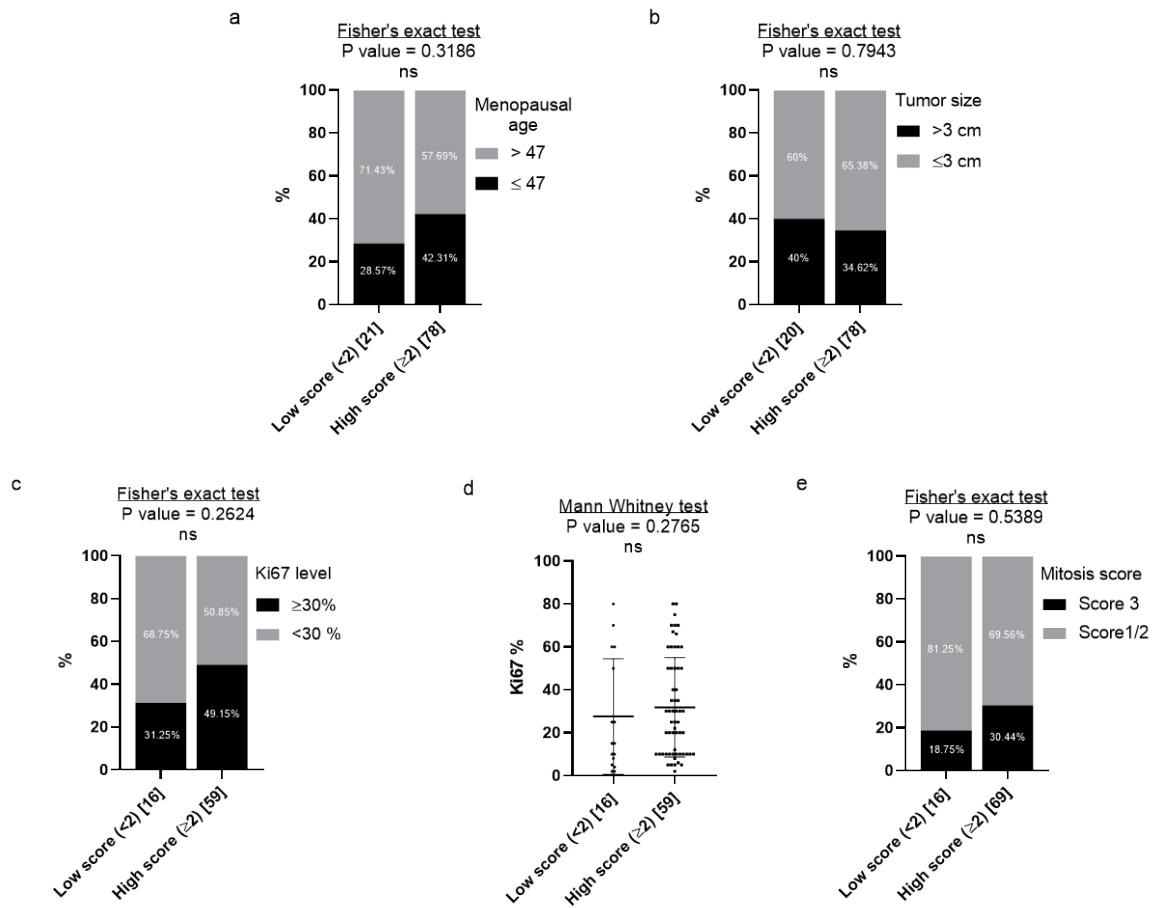 a
Fisher's exact test
P value = 0.3186
ns
100
80
60
40
20
0
%
71.43%
57.69%
28.57%
42.31%
Menopausal
age
> 47
≤ 47
Low score (<2) [21]
High score (≥2) [78]
b
Fisher's exact test
P value = 0.7943
ns
100
80
60
40
20
0
%
60%
65.38%
40%
34.62%
Tumor size
>3 cm
≤3 cm
Low score (<2) [20]
High score (≥2) [78]
c
Fisher's exact test
P value = 0.2624
ns
100
80
60
40
20
0
%
68.75%
50.85%
31.25%
49.15%
Ki67 level
≥30%
<30 %
Low score (<2) [16]
High score (≥2) [59]
d
Mann Whitney test
P value = 0.2765
ns
100
80
60
40
20
0
Ki67 %
Low score (<2) [16]
High score (≥2) [59]
e
Fisher's exact test
P value = 0.5389
ns
100
80
60
40
20
0
%
81.25%
69.56%
18.75%
30.44%
Mitosis score
Score 3
Score1/2
Low score (<2) [16]
High score (≥2) [69]